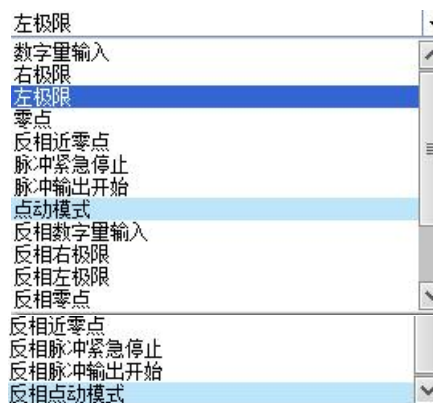 左极限
数字量输入
右极限
左极限
零点
反相近零点
脉冲紧急停止
脉冲输出开始
点动模式
反相数字量输入
反相右极限
反相左极限
反相零点
反相近零点
反相脉冲紧急停止
反相脉冲输出开始
反相点动模式